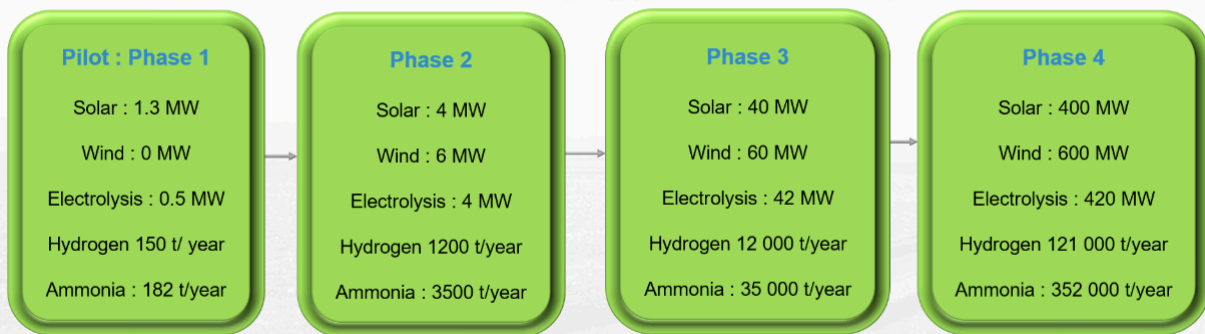 Pilot : Phase 1
Solar : 1.3 MW
Wind : 0 MW
Electrolysis : 0.5 MW
Hydrogen 150 t/ year
Ammonia : 182 t/year
Phase 2
Solar : 4 MW
Wind : 6 MW
Electrolysis : 4 MW
Hydrogen 1200 t/year
Ammonia : 3500 t/year
Phase 3
Solar : 40 MW
Wind : 60 MW
Electrolysis : 42 MW
Hydrogen 12 000 t/year
Ammonia : 35 000 t/year
Phase 4
Solar : 400 MW
Wind : 600 MW
Electrolysis : 420 MW
Hydrogen : 121 000 t/year
Ammonia : 352 000 t/year